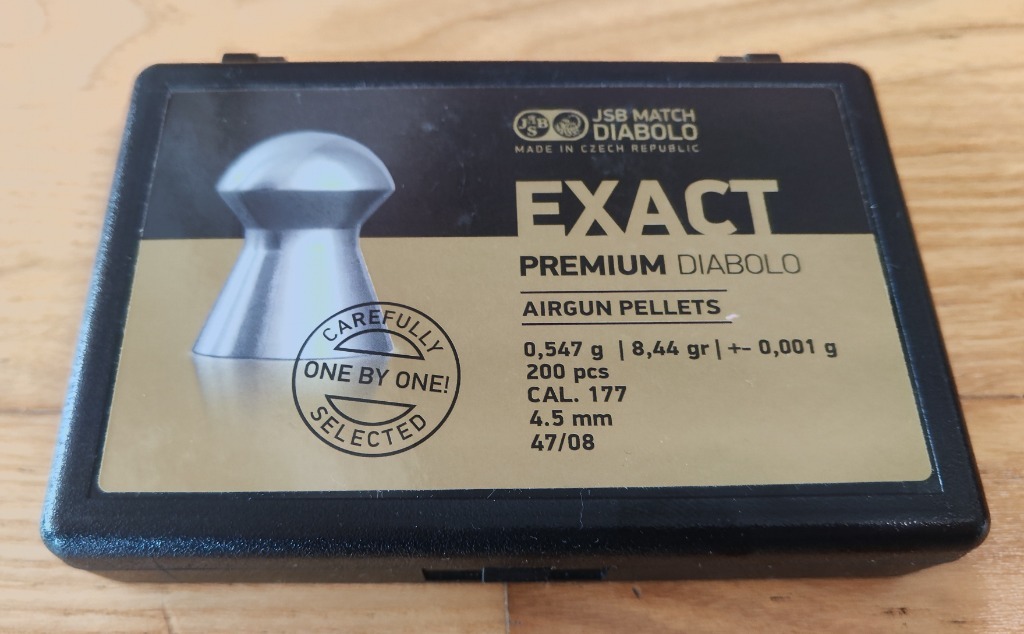 JSB
JSB MATCH
DIABOLO
MADE IN CZECH REPUBLIC
EXACT
PREMIUM DIABOLO
AIRGUN PELLETS
0,547 g | 8,44 gr | +- 0,001 g
200 pcs
CAL. 177
4.5 mm
47/08
CAREFULLY
ONE BY ONE!
SELECTED